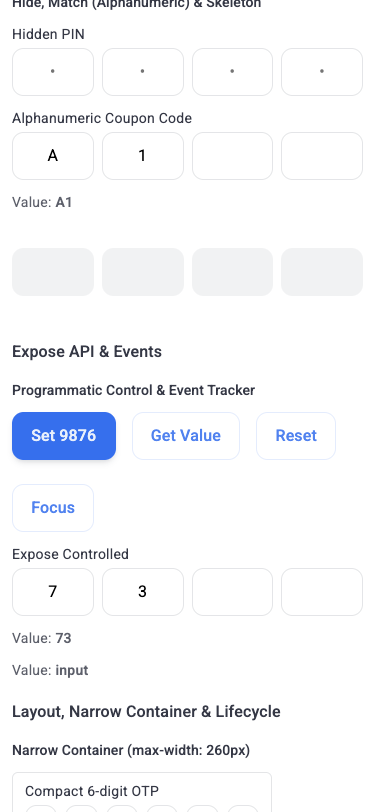 Hide, Match (Alphanumeric) & Skeleton
Hidden PIN
• • • •
Alphanumeric Coupon Code
A 1
Value: A1
Expose API & Events
Programmatic Control & Event Tracker
Set 9876 Get Value Reset
Focus
Expose Controlled
7 3
Value: 73
Value: input
Layout, Narrow Container & Lifecycle
Narrow Container (max-width: 260px)
Compact 6-digit OTP